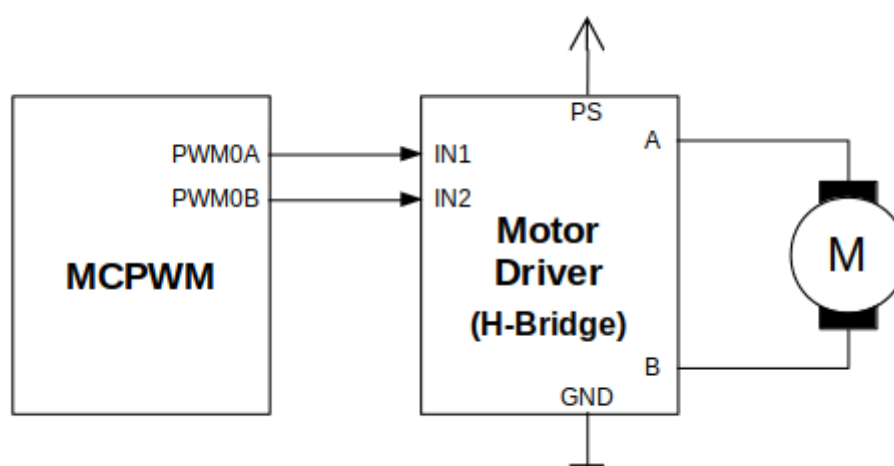 PS
A
PWM0A
IN1
PWM0B
IN2
Motor
Driver
(H-Bridge)
MCPWM
M
B
GND